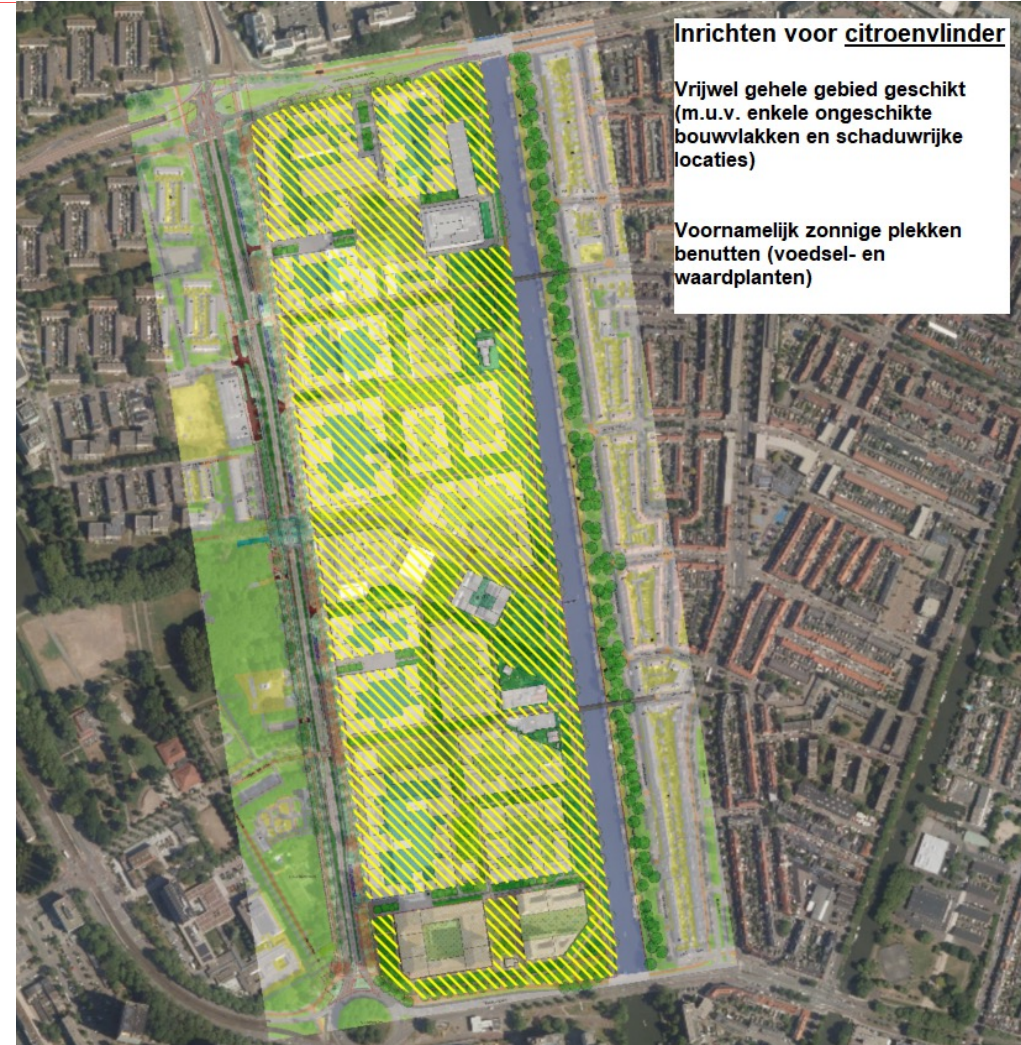 Inrichten voor citroenvlinder
Vrijwel gehele gebied geschikt
(m.u.v. enkele ongeschikte
bouwvlakken en schaduwrijke
locaties)
Voornamelijk zonnige plekken
benutten (voedsel- en
waardplanten)